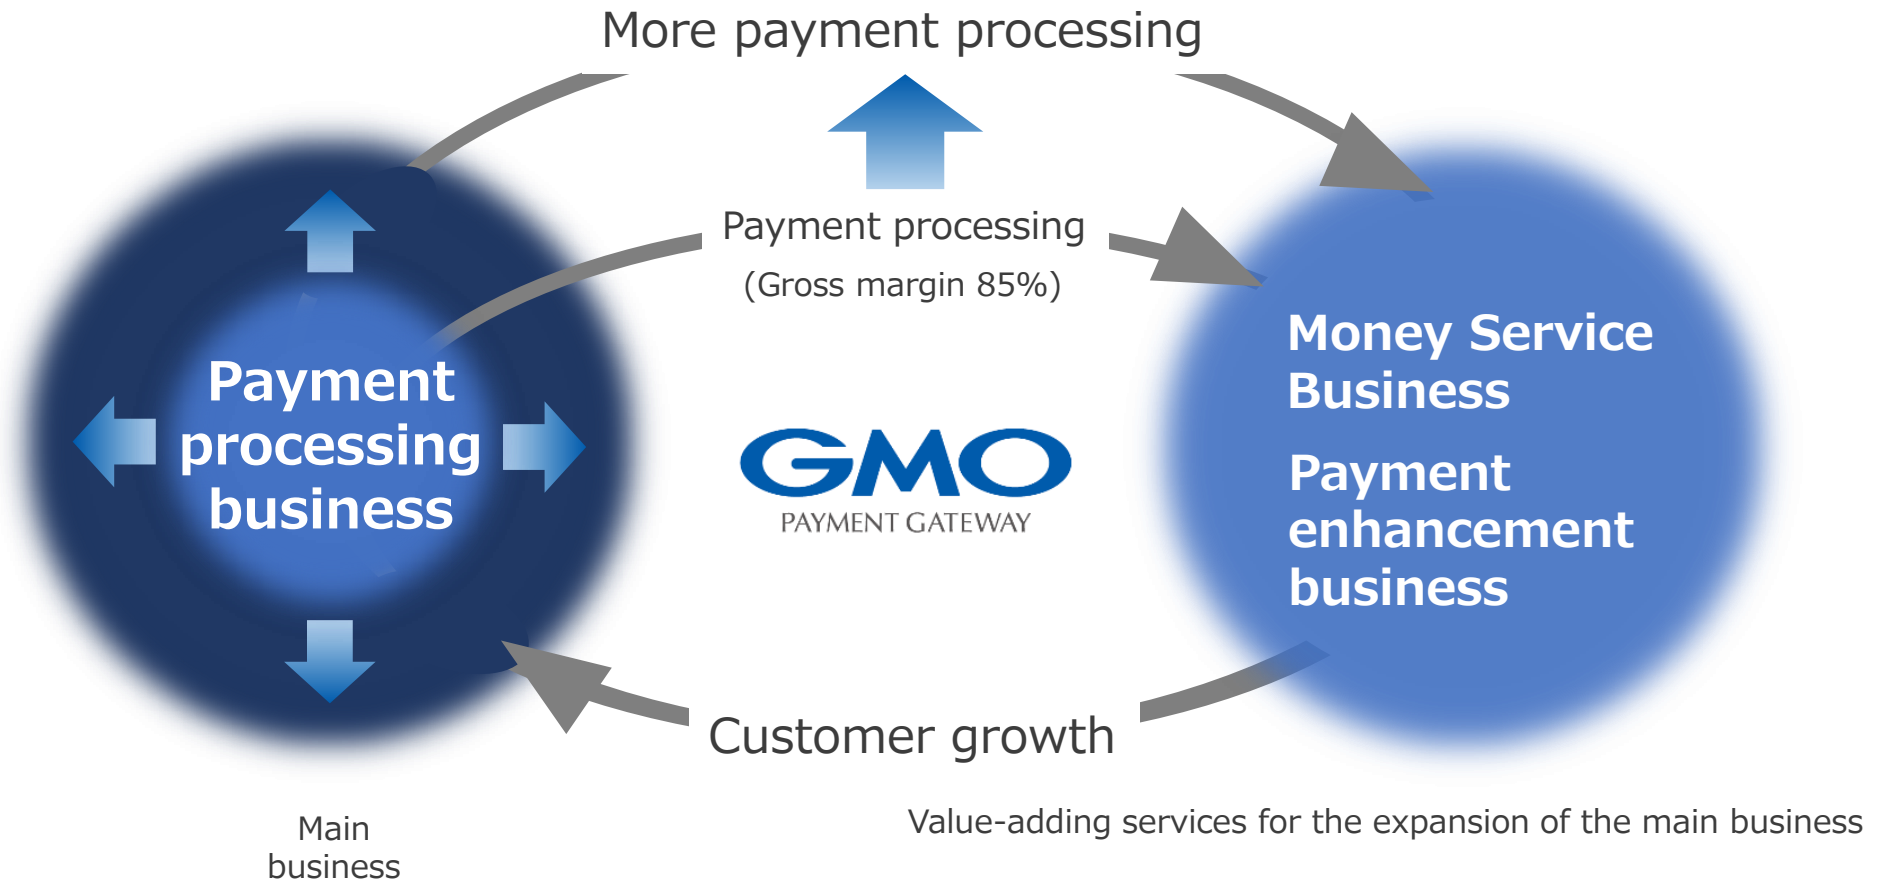 More payment processing
Payment processing
(Gross margin 85%)
Payment
processing
business
Money Service
Business
Payment
enhancement
business
GMO
PAYMENT GATEWAY
Customer growth
Main
business
Value-adding services for the expansion of the main business